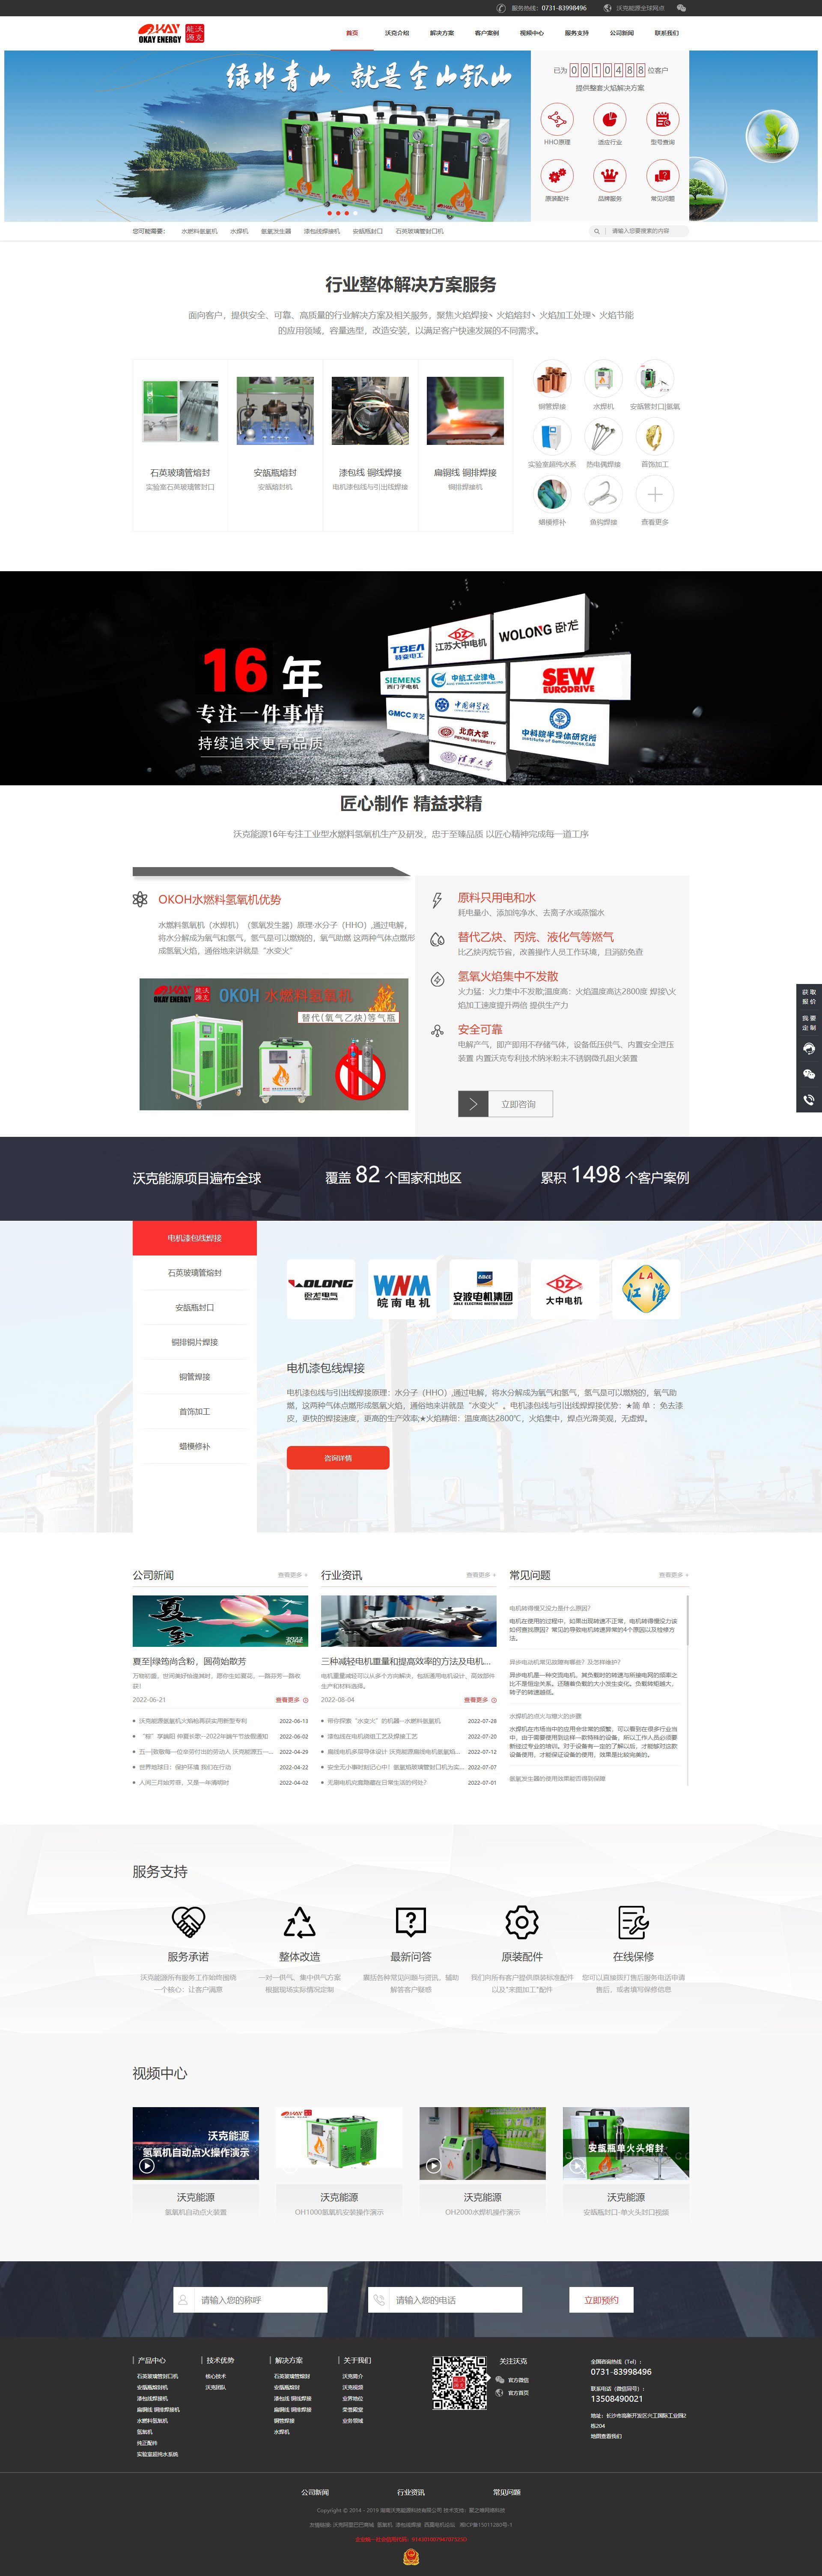 服务热线：0731-83998496
沃克能源全球网点
OKAY ENERGY
沃克能源
首页 沃克介绍 解决方案 客户案例 视频中心 服务支持 公司新闻 联系我们
绿水青山 就是金山银山
已为 0010488 位客户
提供整套火焰解决方案
HHO原理 适应行业 型号查询
原装配件 品牌服务 常见问题
您可能需要： 水燃料氢氧机 水焊机 氢氧发生器 漆包线焊接机 安瓿瓶封口 石英玻璃管封口机
请输入您要搜索的内容
行业整体解决方案服务
面向客户，提供安全、可靠、高质量的行业解决方案及相关服务，聚焦火焰焊接、火焰熔封、火焰加工处理、火焰节能
的应用领域，容量选型，改造安装，以满足客户快速发展的不同需求。
石英玻璃管熔封
实验室石英玻璃管封口
安瓿瓶熔封
安瓿熔封机
漆包线 铜线焊接
电机漆包线与引出线焊接
扁铜线 铜排焊接
铜排焊接机
铜管焊接 水焊机 安瓿管封口|氢氧
实验室超纯水系 热电偶焊接 首饰加工
蜡模修补 鱼钩焊接 查看更多
16年
专注一件事情
持续追求更高品质
TBEA 特变电工
DZ 江苏大中电机
WOLONG 卧龙
SIEMENS 西门子电机
中航工业律电
SEW EURODRIVE
GMCC 美芝
中国科学院
北京大学
清华大学
中科院半导体研究所
匠心制作 精益求精
沃克能源16年专注工业型水燃料氢氧机生产及研发，忠于至臻品质 以匠心精神完成每一道工序
OKOH水燃料氢氧机优势
水燃料氢氧机（水焊机）（氢氧发生器）原理-水分子（HHO）,通过电解，
将水分解成为氧气和氢气，氢气是可以燃烧的，氧气助燃 这两种气体点燃形
成氢氧火焰，通俗地来讲就是“水变火”
OKAY ENERGY 沃克能源 OKOH 水燃料氢氧机
替代(氧气乙炔)等气瓶
原料只用电和水
耗电量小、添加纯净水、去离子水或蒸馏水
替代乙炔、丙烷、液化气等燃气
比乙炔丙烷节省，改善操作人员工作环境，且消防免查
氢氧火焰集中不发散
火力猛：火力集中不发散;温度高：火焰温度高达2800度 焊接\火
焰加工速度提升两倍 提供生产力
安全可靠
电解产气，即产即用不存储气体，设备低压供气、内置安全泄压
装置 内置沃克专利技术纳米粉末不锈钢微孔阻火装置
立即咨询
获取
报价
我要
定制
沃克能源项目遍布全球
覆盖 82 个国家和地区
累积 1498 个客户案例
电机漆包线焊接
石英玻璃管熔封
安瓿瓶封口
铜排铜片焊接
铜管焊接
首饰加工
蜡模修补
WOLONG 卧龙电气
WNM 皖南电机
ABLE 安波电机集团 ABLE ELECTRIC MOTOR GROUP
DZ 大中电机
LA 江淮
电机漆包线焊接
电机漆包线与引出线焊接原理：水分子（HHO）,通过电解，将水分解成为氧气和氢气，氢气是可以燃烧的，氧气助
燃，这两种气体点燃形成氢氧火焰，通俗地来讲就是“水变火”。电机漆包线与引出线焊焊接优势：★简 单 ：免去漆
皮，更快的焊接速度，更高的生产效率;★火焰精细：温度高达2800℃，火焰集中，焊点光滑美观，无虚焊。
咨询详情
公司新闻 查看更多 +
夏至
夏至|绿筠尚含粉，圆荷始散芳
万物初盛，世间美好恰逢其时，愿你生如夏花，一路芬芳一路收
获！
2022-06-21 查看更多
沃克能源氢氧机火焰枪再获实用新型专利 2022-06-13
“粽”享端阳 仲夏长歌--2022年端午节放假通知 2022-06-02
五一|致敬每一位辛劳付出的劳动人 沃克能源五一... 2022-04-29
世界地球日：保护环境 我们在行动 2022-04-22
人间三月始芳菲，又是一年清明时 2022-04-02
行业资讯 查看更多 +
三种减轻电机重量和提高效率的方法及电机...
电机重量减轻可以从多个方向解决，包括通用电机设计、高效部件
生产和材料选择。
2022-08-04 查看更多
带你探索“水变火”的机器--水燃料氢氧机 2022-07-28
漆包线在电机绕组工艺及焊接工艺 2022-07-20
扁线电机多层导体设计 沃克能源扁线电机氢氧焰... 2022-07-12
安全无小事时刻记心中！氢氧焰玻璃管封口机为实... 2022-07-07
无刷电机究竟隐藏在日常生活的何处？ 2022-07-01
常见问题 查看更多 +
电机转得慢又没力是什么原因？
电机在使用的过程中，如果出现转速不正常，电机转得慢又没力该
如何查找原因？常见的导致电机转速异常的4个原因以及检修方
法。
异步电动机常见故障有哪些？及怎样维护？
异步电机是一种交流电机，其负载时的转速与所接电网的频率之
比不是恒定关系。还随着负载的大小发生变化。负载转矩越大，
转子的转速越低。
水焊机的点火与熄火的步骤
水焊机在市场当中的应用非常的频繁，可以看到在很多行业当
中，由于需要使用到这样一款特殊的设备，所以工作人员必须要
新经过专业的培训，对于设备有一定的了解以后，才能够对这款
设备使用，才能保证设备的使用，效果是比较完美的。
氢氧发生器的使用效果能否得到保障
服务支持
服务承诺
沃克能源所有服务工作始终围绕
一个核心：让客户满意
整体改造
一对一供气、集中供气方案
根据现场实际情况定制
最新问答
囊括各种常见问题与资讯，辅助
解答客户疑惑
原装配件
我们向所有客户提供原装标准配件
以及“来图加工”配件
在线保修
您可以直接拨打售后服务电话申请
售后，或者填写保修信息
视频中心
沃克能源
氢氧机自动点火操作演示
安瓿瓶单火头熔封
沃克能源
氢氧机自动点火装置
沃克能源
OH1000氢氧机安装操作演示
沃克能源
OH2000水焊机操作演示
沃克能源
安瓿瓶封口-单火头封口视频
请输入您的称呼
请输入您的电话
立即预约
产品中心
石英玻璃管封口机
安瓿瓶熔封机
漆包线焊接机
扁铜线 铜排焊接机
水燃料氢氧机
氢氧机
纯正配件
实验室超纯水系统
技术优势
核心技术
沃克团队
解决方案
石英玻璃管熔封
安瓿瓶熔封
漆包线 铜线焊接
扁铜线 铜排焊接
铜管焊接
水焊机
关于我们
沃克简介
沃克视频
业界地位
荣誉殿堂
业务领域
关注沃克
官方微信
官方首页
全国咨询热线（Tel）：
0731-83998496
联系电话（微信同号）：
13508490021
地址：长沙市高新开发区兴工国际工业园2
栋204
地图查看我们
公司新闻 行业资讯 常见问题